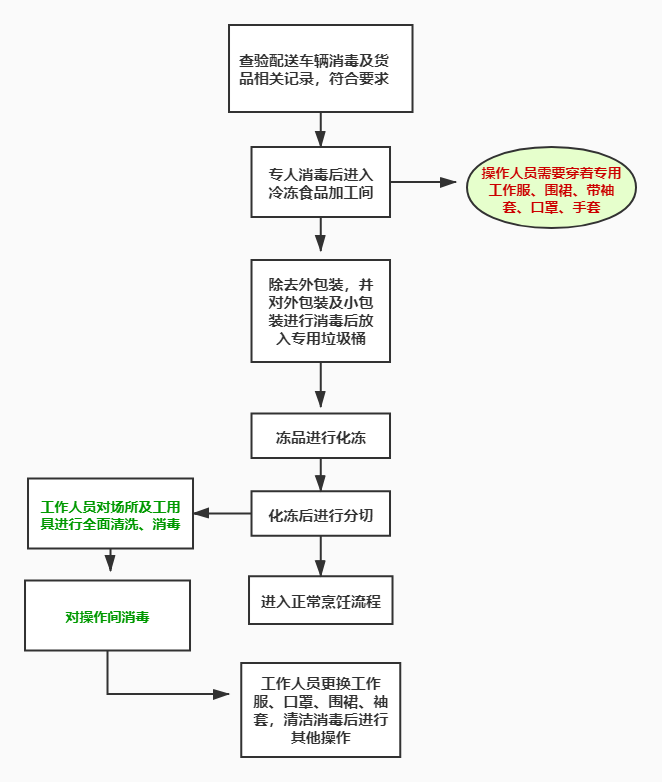 查验配送车辆消毒及货
品相关记录，符合要求
专人消毒后进入
冷冻食品加工间
操作人员需要穿着专用
工作服、围裙、带袖
套、口罩、手套
除去外包装，并
对外包装及小包
装进行消毒后放
入专用垃圾桶
冻品进行化冻
化冻后进行分切
工作人员对场所及工用
具进行全面清洗、消毒
进入正常烹饪流程
对操作间消毒
工作人员更换工作
服、口罩、围裙、袖
套，清洁消毒后进行
其他操作